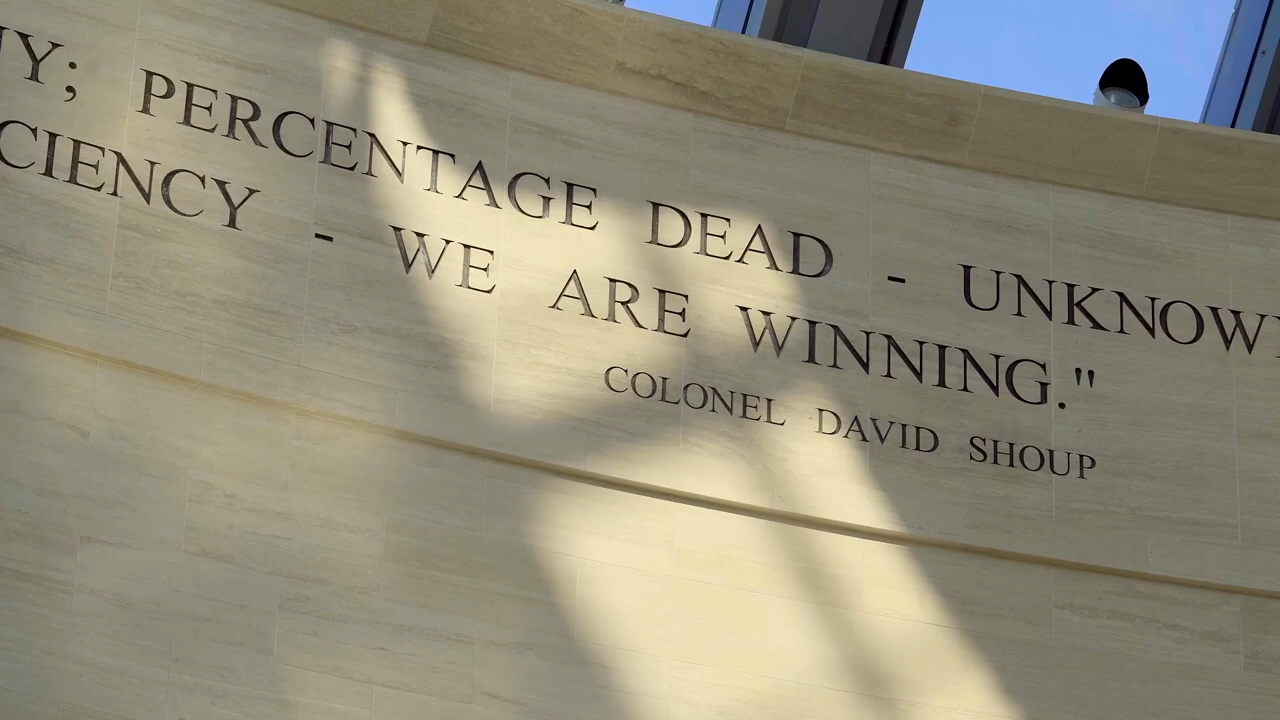 Y; PERCENTAGE DEAD - UNKNOW
CIENCY - WE ARE WINNING."
COLONEL DAVID SHOUP